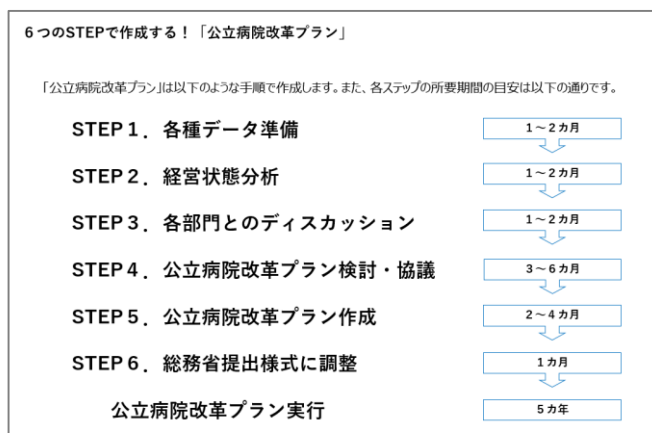 6つのSTEPで作成する！「公立病院改革プラン」
「公立病院改革プラン」は以下のような手順で作成します。また、各ステップの所要期間の目安は以下の通りです。
STEP１．各種データ準備 1～2カ月
STEP２．経営状態分析 1～2カ月
STEP３．各部門とのディスカッション 1～2カ月
STEP４．公立病院改革プラン検討・協議 3～6カ月
STEP５．公立病院改革プラン作成 2～4カ月
STEP６．総務省提出様式に調整 1カ月
公立病院改革プラン実行 5カ年